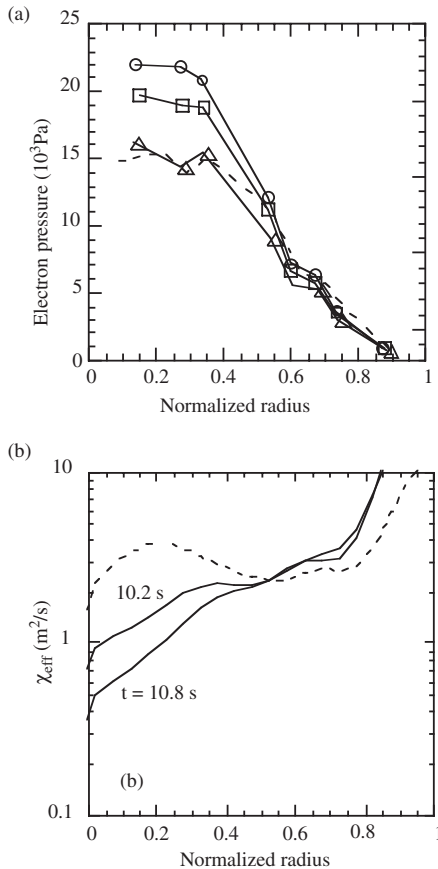 (a)
25
20
15
10
5
0
Electron pressure (10³Pa)
0 0.2 0.4 0.6 0.8 1
Normalized radius
(b)
10
1
0.1
χeff (m²/s)
10.2 s
t = 10.8 s
(b)
0 0.2 0.4 0.6 0.8 1
Normalized radius